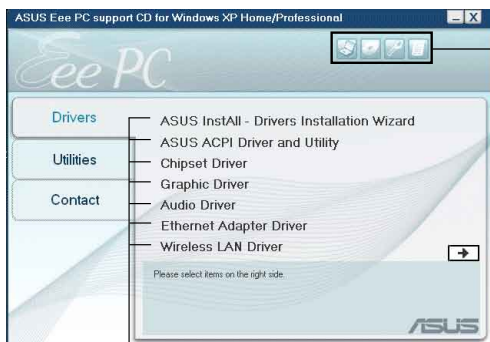 ASUS Eee PC support CD for Windows XP Home/Professional
Eee PC
Drivers
Utilities
Contact
ASUS InstAll - Drivers Installation Wizard
ASUS ACPI Driver and Utility
Chipset Driver
Graphic Driver
Audio Driver
Ethernet Adapter Driver
Wireless LAN Driver
Please select items on the right side.
ASUS